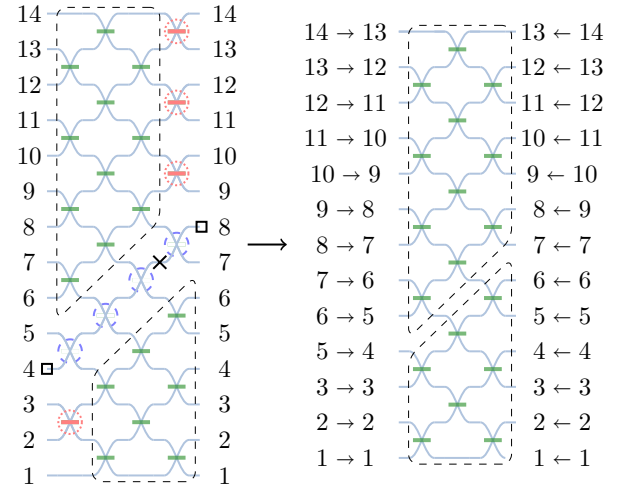 14 14
13 13
12 12
11 11
10 10
9 9
8 8
7 7
6 6
5 5
4 4
3 3
2 2
1 1
14 → 13 13 ← 14
13 → 12 12 ← 13
12 → 11 11 ← 12
11 → 10 10 ← 11
10 → 9 9 ← 10
9 → 8 8 ← 9
8 → 7 7 ← 7
7 → 6 6 ← 6
6 → 5 5 ← 5
5 → 4 4 ← 4
3 → 3 3 ← 3
2 → 2 2 ← 2
1 → 1 1 ← 1